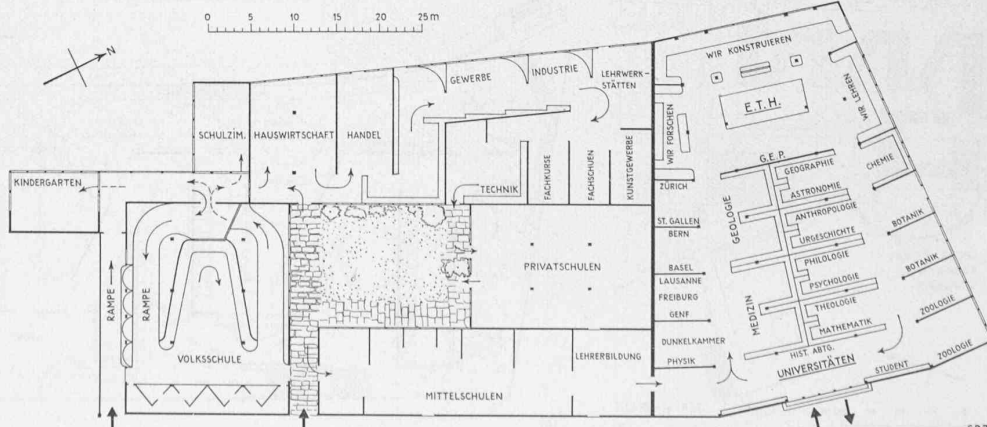 0 5 10 15 20 25 m
N
KINDERGARTEN
SCHULZIM.
HAUSWIRTSCHAFT
HANDEL
GEWERBE
INDUSTRIE
LEHRWERK-
STÄTTEN
TECHNIK
FACHKURSE
FACHSCHUEN
KUNSTGEWERBE
RAMPE
RAMPE
VOLKSSCHULE
PRIVATSCHULEN
LEHRERBILDUNG
MITTELSCHULEN
WIR KONSTRUIEREN
E.T.H.
WIR LEHREN
WIR FORSCHEN
G.E.P.
ZÜRICH
ST. GALLEN
BERN
BASEL
LAUSANNE
FREIBURG
GENF
DUNKELKAMMER
PHYSIK
GEOLOGIE
MEDIZIN
GEOGRAPHIE
ASTRONOMIE
ANTHROPOLOGIE
URGESCHICHTE
PHILOLOGIE
PSYCHOLOGIE
THEOLOGIE
MATHEMATIK
HIST. ABTG.
UNIVERSITÄTEN
CHEMIE
BOTANIK
BOTANIK
ZOOLOGIE
ZOOLOGIE
STUDENT